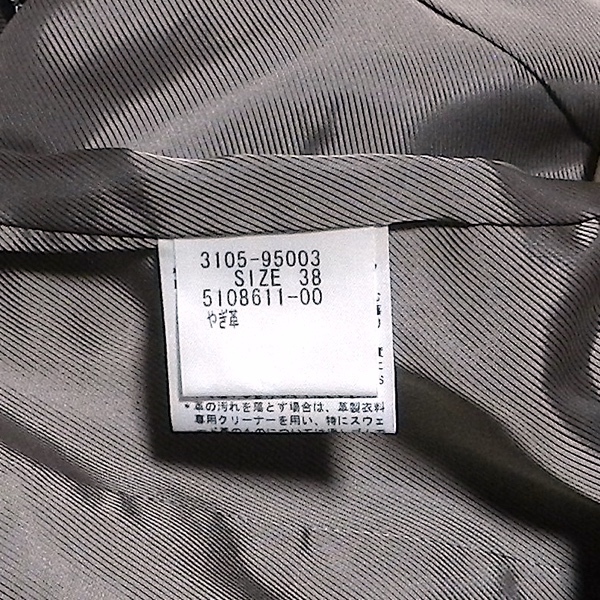 3105-95003
SIZE 38
5108611-00
やぎ革
*革の汚れを落とす場合は、革製衣料
専用クリーナーを用い、特にスウェ